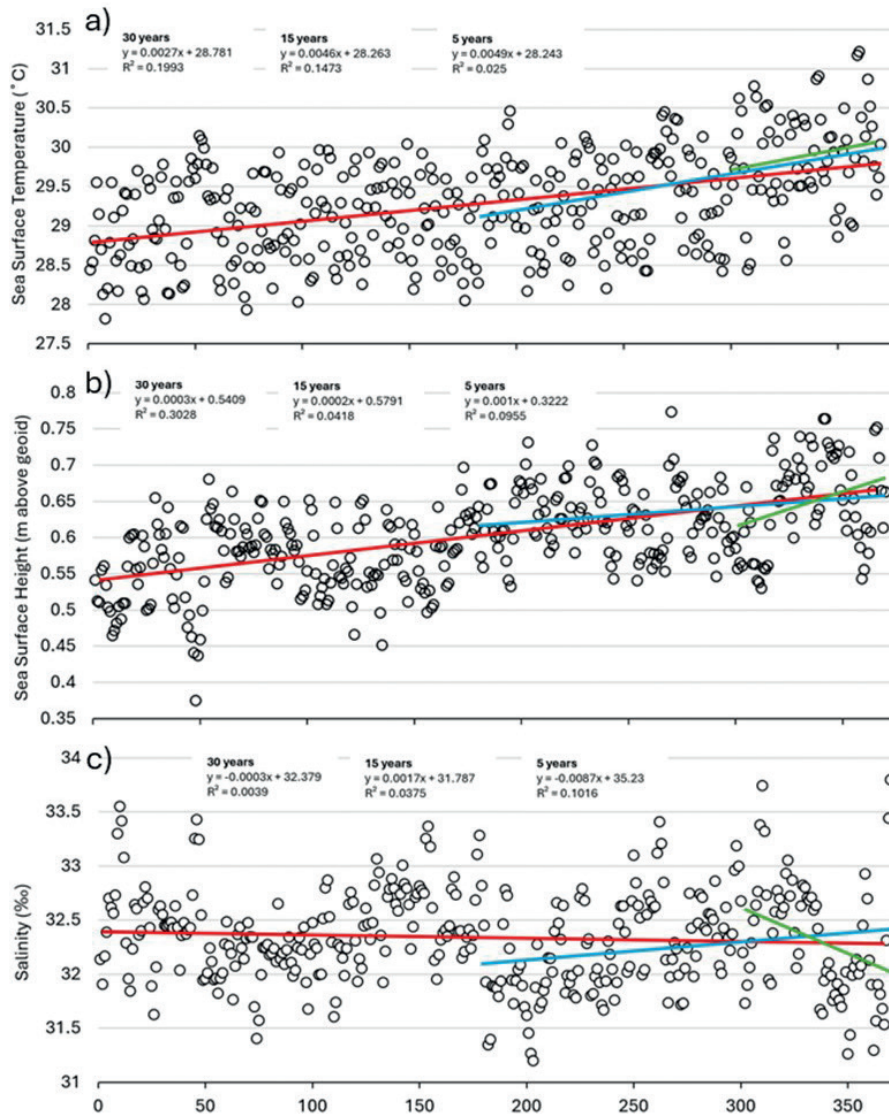 a)
30 years 15 years 5 years
y = 0.0027x + 28.781 y = 0.0046x + 28.263 y = 0.0049x + 28.243
R² = 0.1993 R² = 0.1473 R² = 0.025
Sea Surface Temperature (°C)
31.5
31
30.5
30
29.5
29
28.5
28
27.5
b)
30 years 15 years 5 years
y = 0.0003x + 0.5409 y = 0.0002x + 0.5791 y = 0.001x + 0.3222
R² = 0.3028 R² = 0.0418 R² = 0.0955
Sea Surface Height (m above geoid)
0.8
0.75
0.7
0.65
0.6
0.55
0.5
0.45
0.4
0.35
c)
30 years 15 years 5 years
y = -0.0003x + 32.379 y = 0.0017x + 31.787 y = -0.0087x + 35.23
R² = 0.0039 R² = 0.0375 R² = 0.1016
Salinity (‰)
34
33.5
33
32.5
32
31.5
31
0 50 100 150 200 250 300 350